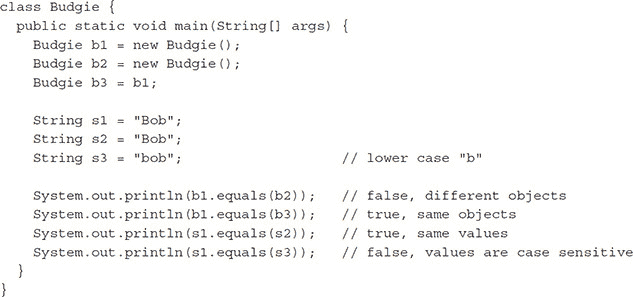 class Budgie {
  public static void main(String[] args) {
    Budgie b1 = new Budgie();
    Budgie b2 = new Budgie();
    Budgie b3 = b1;

    String s1 = "Bob";
    String s2 = "Bob";
    String s3 = "bob";                // lower case "b"

    System.out.println(b1.equals(b2));   // false, different objects
    System.out.println(b1.equals(b3));   // true, same objects
    System.out.println(s1.equals(s2));   // true, same values
    System.out.println(s1.equals(s3));   // false, values are case sensitive
  }
}